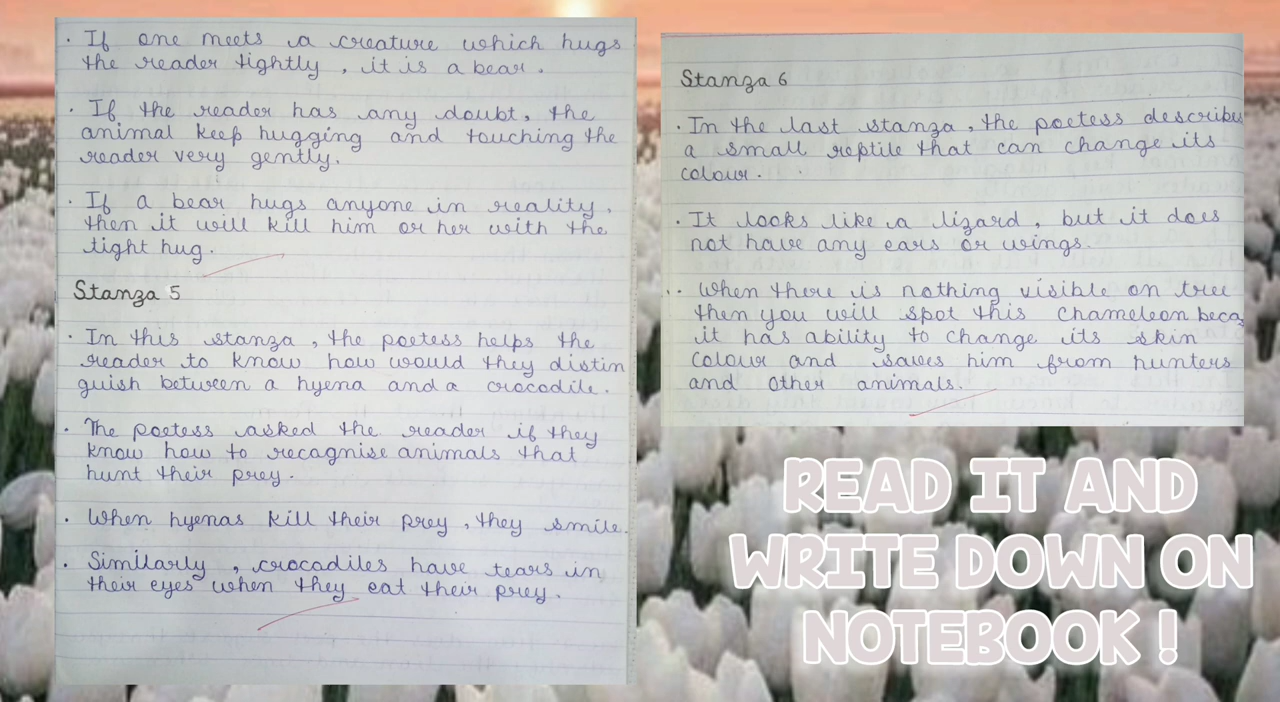 · If one meets a creature which hugs
the reader tightly , it is a bear .
· If the reader has any doubt, the
animal keep hugging and touching the
reader very gently.
· If a bear hugs anyone in reality,
then it will kill him or her with the
tight hug.
Stanza 5
· In this stanza , the poetess helps the
reader to know how would they distin
guish between a hyena and a crocodile.
· The poetess asked the reader if they
know how to recognise animals that
hunt their prey.
· When hyenas kill their prey , they smile.
· Similarly , crocodiles have tears in
their eyes when they eat their prey.
Stanza 6
· In the last stanza , the poetess describes
a small reptile that can change its
colour.
· It looks like a lizard , but it does
not have any ears or wings.
· When there is nothing visible on tree
then you will spot this chameleon beca
it has ability to change its skin
colour and saves him from hunters
and other animals.
READ IT AND
WRITE DOWN ON
NOTEBOOK !